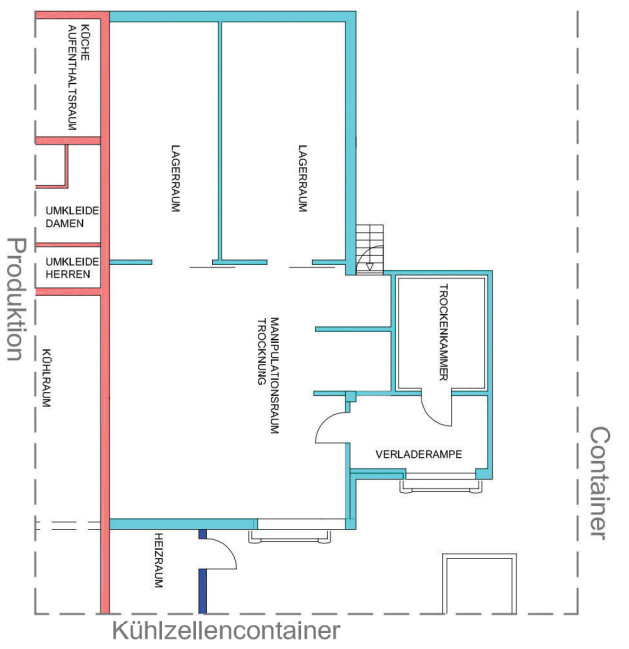 KÜCHE
AUFENTHALTSRAUM
LAGERRAUM
LAGERRAUM
UMKLEIDE
DAMEN
UMKLEIDE
HERREN
Produktion
KÜHLRAUM
MANIPULATIONSRAUM
TROCKNUNG
TROCKENKAMMER
VERLADERAMPE
Container
HEIZRAUM
Kühlzellencontainer